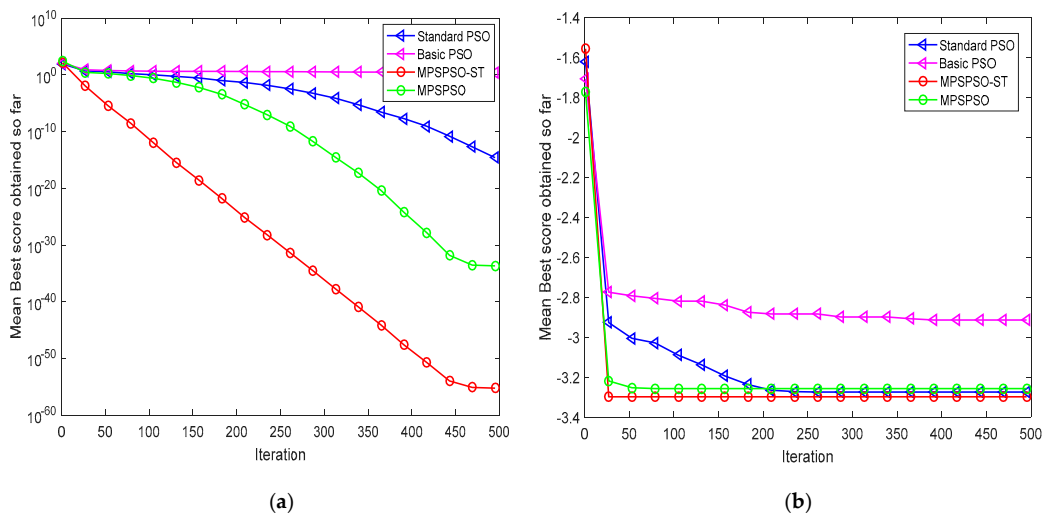 10^10
10^0
10^-10
10^-20
10^-30
10^-40
10^-50
10^-60
Mean Best score obtained so far
0 50 100 150 200 250 300 350 400 450 500
Iteration
Standard PSO
Basic PSO
MPSPSO-ST
MPSPSO
(a)
-1.4
-1.6
-1.8
-2
-2.2
-2.4
-2.6
-2.8
-3
-3.2
-3.4
Mean Best score obtained so far
0 50 100 150 200 250 300 350 400 450 500
Iteration
Standard PSO
Basic PSO
MPSPSO-ST
MPSPSO
(b)